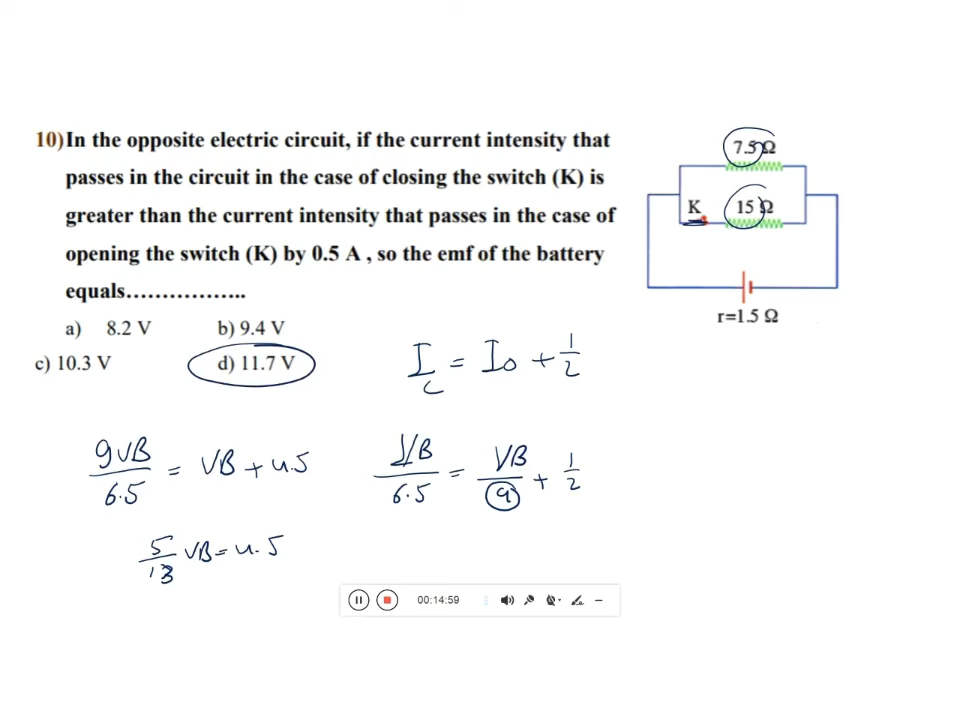 10)In the opposite electric circuit, if the current intensity that
passes in the circuit in the case of closing the switch (K) is
greater than the current intensity that passes in the case of
opening the switch (K) by 0.5 A , so the emf of the battery
equals……………..
a) 8.2 V b) 9.4 V
c) 10.3 V d) 11.7 V
7.5Ω
K 15Ω
r=1.5 Ω
I_c = I_o + 1/2
VB/6.5 = VB/9 + 1/2
9VB/6.5 = VB + 4.5
5/13 VB = 4.5
00:14:59